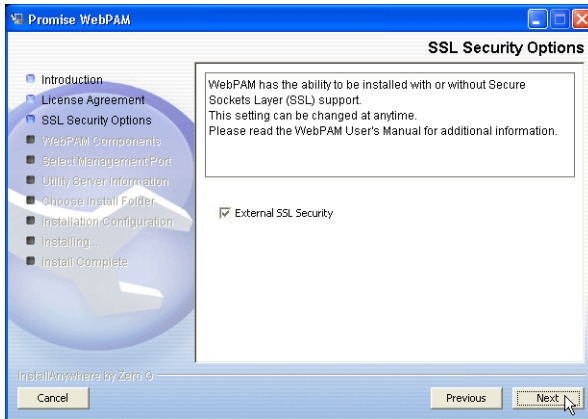 Promise WebPAM
SSL Security Options
Introduction
License Agreement
SSL Security Options
WebPAM Components
Select Management Port
Utility Server Information
Choose Install Folder
Installation Configuration
Installing...
Install Complete
WebPAM has the ability to be installed with or without Secure
Sockets Layer (SSL) support.
This setting can be changed at anytime.
Please read the WebPAM User's Manual for additional information.
External SSL Security
InstallAnywhere by Zero G
Cancel
Previous
Next